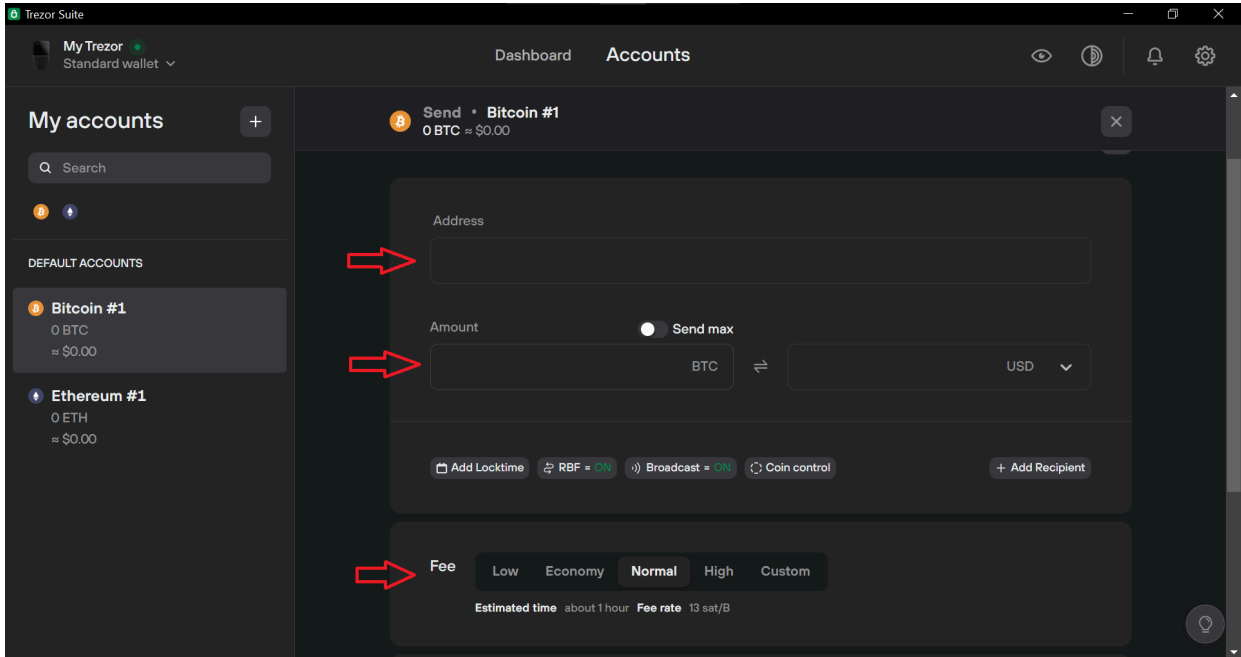 Trezor Suite
My Trezor
Standard wallet
Dashboard
Accounts
My accounts
+
Search
DEFAULT ACCOUNTS
Bitcoin #1
0 BTC
≈ $0.00
Ethereum #1
0 ETH
≈ $0.00
Send • Bitcoin #1
0 BTC ≈ $0.00
Address
Amount
Send max
BTC
USD
Add Locktime
RBF = ON
Broadcast = ON
Coin control
+ Add Recipient
Fee
Low Economy Normal High Custom
Estimated time about 1 hour Fee rate 13 sat/B